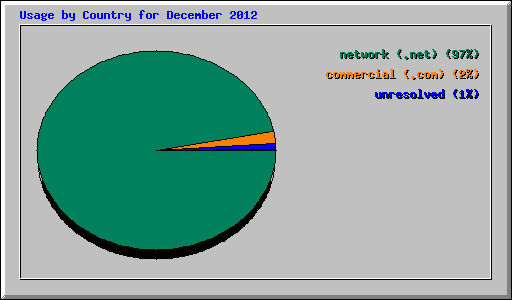 Usage by Country for December 2012
network (.net) (97%)
commercial (.com) (2%)
unresolved (1%)